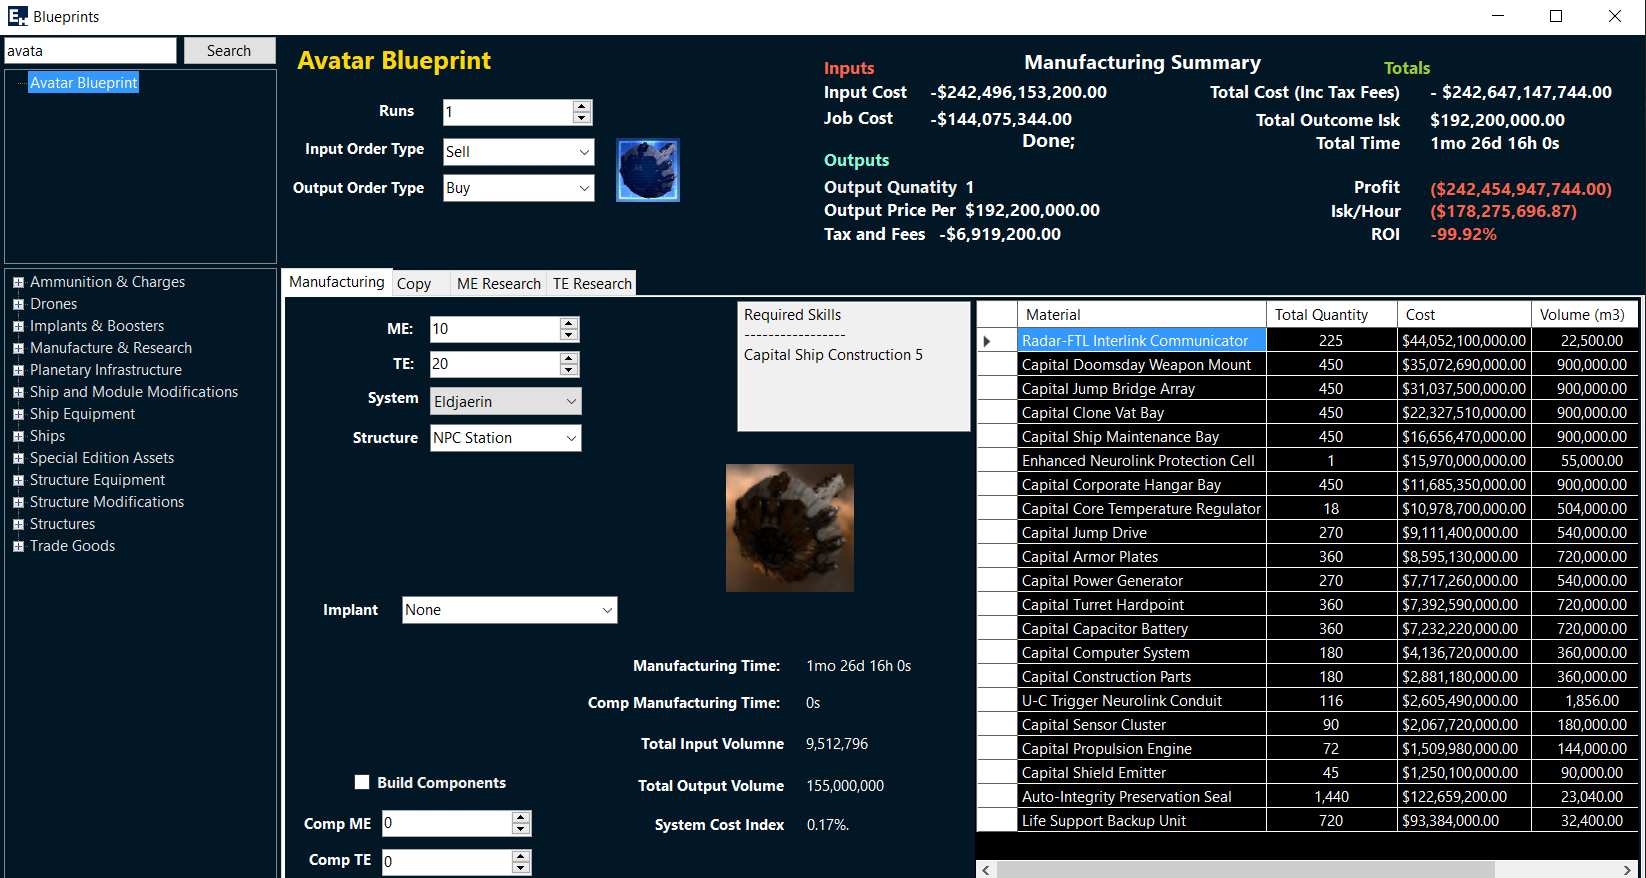 EH Blueprints
avata Search
Avatar Blueprint
Ammunition & Charges
Drones
Implants & Boosters
Manufacture & Research
Planetary Infrastructure
Ship and Module Modifications
Ship Equipment
Ships
Special Edition Assets
Structure Equipment
Structure Modifications
Structures
Trade Goods
Avatar Blueprint
Runs 1
Input Order Type Sell
Output Order Type Buy
Manufacturing Summary
Inputs
Input Cost -$242,496,153,200.00
Job Cost -$144,075,344.00
Done;
Outputs
Output Qunatity 1
Output Price Per $192,200,000.00
Tax and Fees -$6,919,200.00
Totals
Total Cost (Inc Tax Fees) - $242,647,147,744.00
Total Outcome Isk $192,200,000.00
Total Time 1mo 26d 16h 0s
Profit ($242,454,947,744.00)
Isk/Hour ($178,275,696.87)
ROI -99.92%
Manufacturing Copy ME Research TE Research
ME: 10
TE: 20
System Eldjaerin
Structure NPC Station
Required Skills
-----------------
Capital Ship Construction 5
Implant None
Manufacturing Time: 1mo 26d 16h 0s
Comp Manufacturing Time: 0s
Total Input Volumne 9,512,796
Total Output Volume 155,000,000
System Cost Index 0.17%.
Build Components
Comp ME 0
Comp TE 0
Material Total Quantity Cost Volume (m3)
Radar-FTL Interlink Communicator 225 $44,052,100,000.00 22,500.00
Capital Doomsday Weapon Mount 450 $35,072,690,000.00 900,000.00
Capital Jump Bridge Array 450 $31,037,500,000.00 900,000.00
Capital Clone Vat Bay 450 $22,327,510,000.00 900,000.00
Capital Ship Maintenance Bay 450 $16,656,470,000.00 900,000.00
Enhanced Neurolink Protection Cell 1 $15,970,000,000.00 55,000.00
Capital Corporate Hangar Bay 450 $11,685,350,000.00 900,000.00
Capital Core Temperature Regulator 18 $10,978,700,000.00 504,000.00
Capital Jump Drive 270 $9,111,400,000.00 540,000.00
Capital Armor Plates 360 $8,595,130,000.00 720,000.00
Capital Power Generator 270 $7,717,260,000.00 540,000.00
Capital Turret Hardpoint 360 $7,392,590,000.00 720,000.00
Capital Capacitor Battery 360 $7,232,220,000.00 720,000.00
Capital Computer System 180 $4,136,720,000.00 360,000.00
Capital Construction Parts 180 $2,881,180,000.00 360,000.00
U-C Trigger Neurolink Conduit 116 $2,605,490,000.00 1,856.00
Capital Sensor Cluster 90 $2,067,720,000.00 180,000.00
Capital Propulsion Engine 72 $1,509,980,000.00 144,000.00
Capital Shield Emitter 45 $1,250,100,000.00 90,000.00
Auto-Integrity Preservation Seal 1,440 $122,659,200.00 23,040.00
Life Support Backup Unit 720 $93,384,000.00 32,400.00